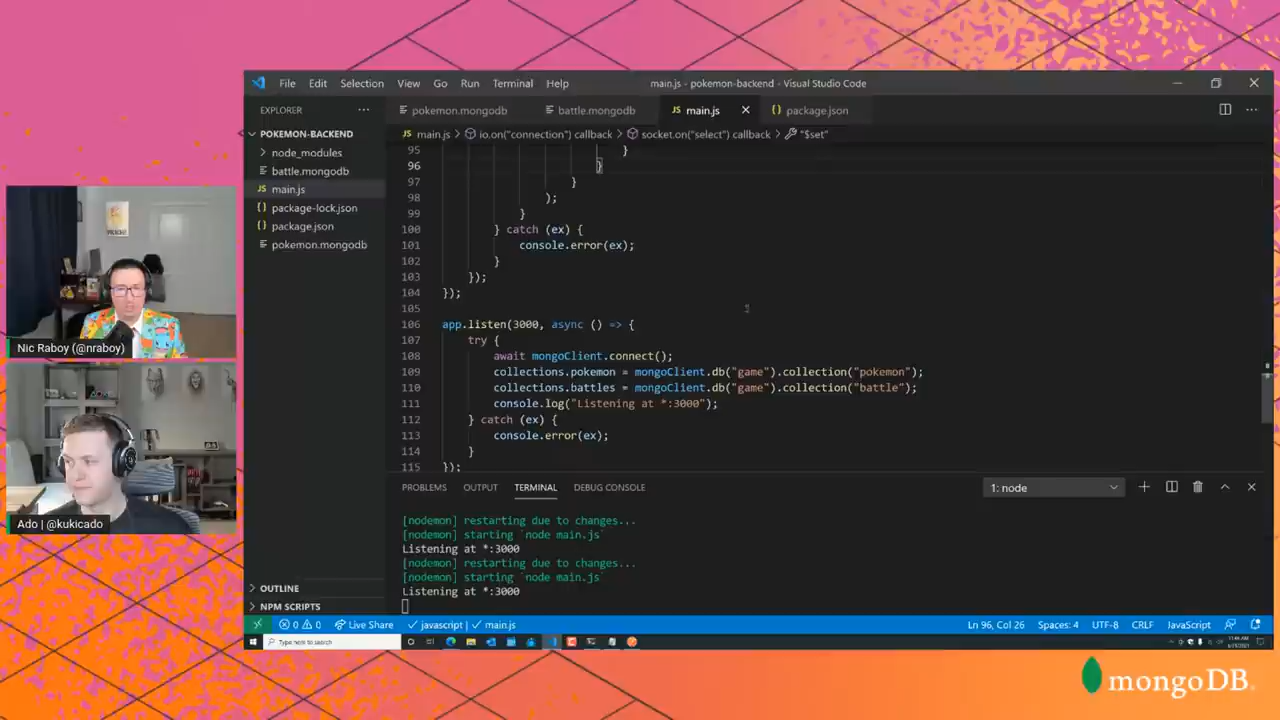 File Edit Selection View Go Run Terminal Help
main.js - pokemon-backend - Visual Studio Code
EXPLORER
pokemon.mongodb battle.mongodb main.js package.json
POKEMON-BACKEND
node_modules
battle.mongodb
main.js
package-lock.json
package.json
pokemon.mongodb
main.js > io.on("connection") callback > socket.on("select") callback > "$set"
95 }
96 }
97 }
98 );
99 }
100 } catch (ex) {
101 console.error(ex);
102 }
103 });
104 });
105
106 app.listen(3000, async () => {
107 try {
108 await mongoClient.connect();
109 collections.pokemon = mongoClient.db("game").collection("pokemon");
110 collections.battles = mongoClient.db("game").collection("battle");
111 console.log("Listening at *:3000");
112 } catch (ex) {
113 console.error(ex);
114 }
115 });
PROBLEMS OUTPUT TERMINAL DEBUG CONSOLE
1: node
[nodemon] restarting due to changes...
[nodemon] starting `node main.js`
Listening at *:3000
[nodemon] restarting due to changes...
[nodemon] starting `node main.js`
Listening at *:3000
OUTLINE
NPM SCRIPTS
0 0 Live Share javascript main.js
Ln 96, Col 26 Spaces: 4 UTF-8 CRLF JavaScript
Type here to search
Nic Raboy (@nraboy)
Ado | @kukicado
mongoDB.